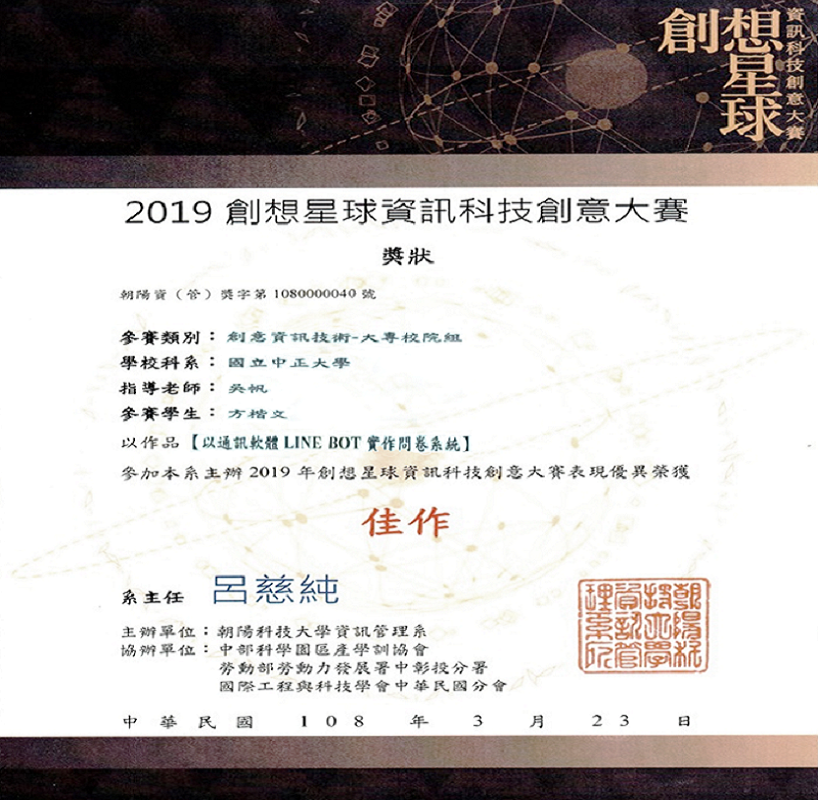 創想星球
資訊科技創意大賽
2019 創想星球資訊科技創意大賽
獎狀
朝陽資（管）獎字第 1080000040 號
參賽類別：創意資訊技術-大專校院組
學校科系：國立中正大學
指導老師：吳帆
參賽學生：方楷文
以作品【以通訊軟體 LINE BOT 實作問卷系統】
參加本系主辦 2019 年創想星球資訊科技創意大賽表現優異榮獲
佳作
系主任 呂慈純
主辦單位：朝陽科技大學資訊管理系
協辦單位：中部科學園區產學訓協會
勞動部勞動力發展署中彰投分署
國際工程與科技學會中華民國分會
中華民國 108 年 3 月 23 日
朝陽科
技大學
資訊管
理系